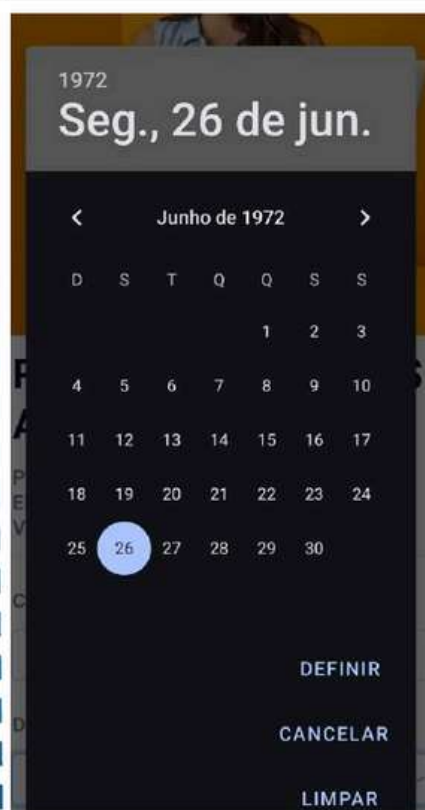 1972
Seg., 26 de jun.
< Junho de 1972 >
D S T Q Q S S
1 2 3
4 5 6 7 8 9 10
11 12 13 14 15 16 17
18 19 20 21 22 23 24
25 26 27 28 29 30
DEFINIR
CANCELAR
LIMPAR